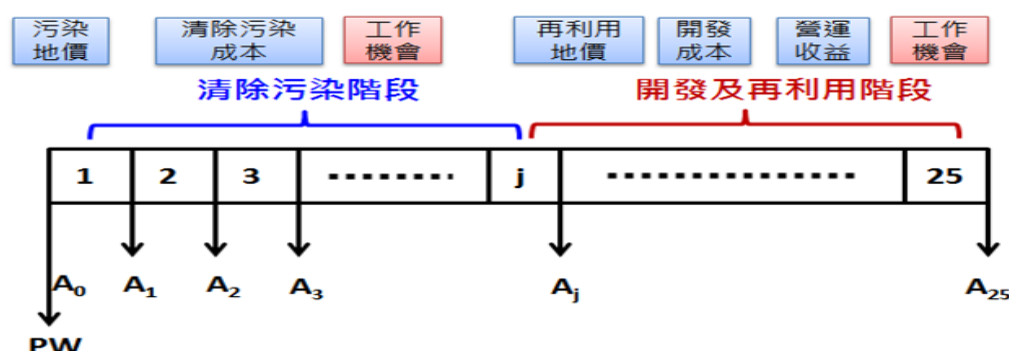 污染
地價
清除污染
成本
工作
機會
再利用
地價
開發
成本
營運
收益
工作
機會
清除污染階段
開發及再利用階段
1 2 3 ········ j ················ 25
A0 A1 A2 A3 Aj A25
PW